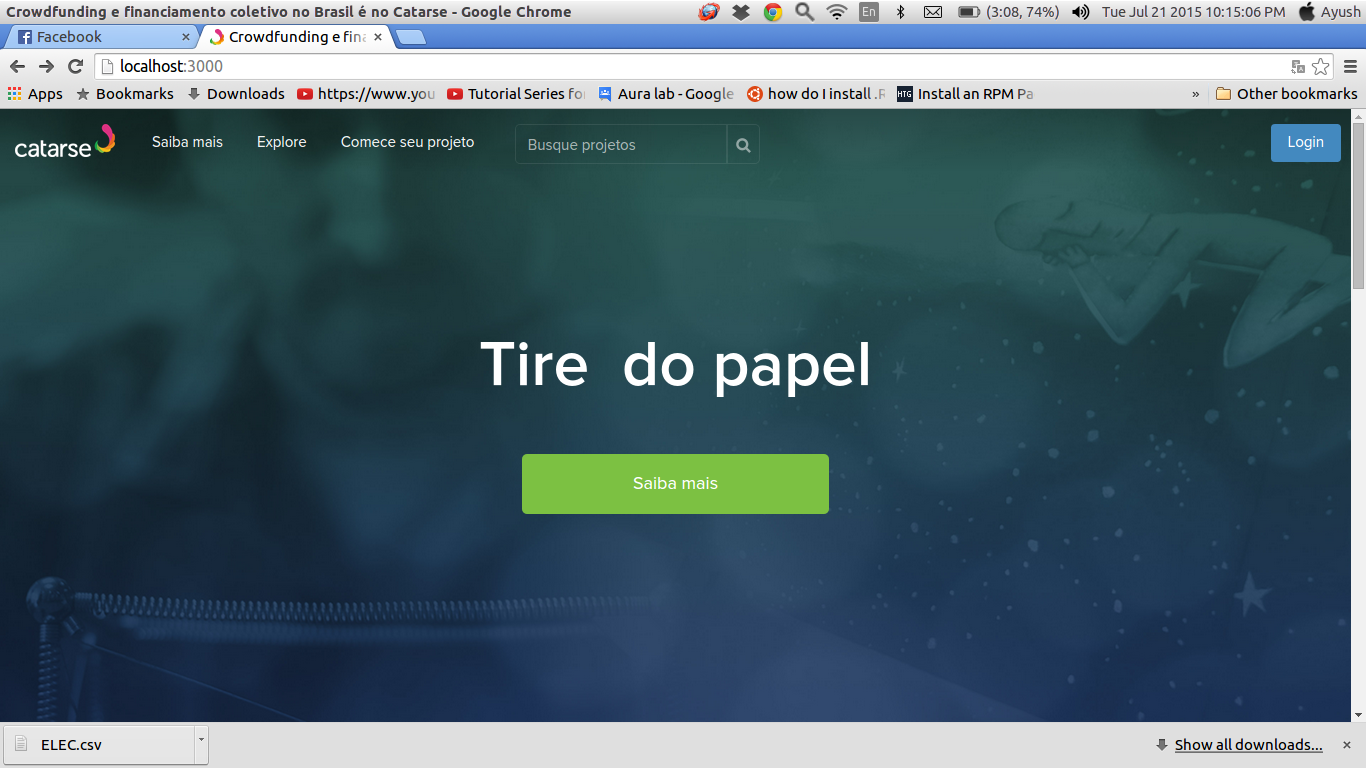 Crowdfunding e financiamento coletivo no Brasil é no Catarse - Google Chrome
En
(3:08, 74%)
Tue Jul 21 2015 10:15:06 PM
Ayush
Facebook
Crowdfunding e fina
localhost:3000
Apps
Bookmarks
Downloads
https://www.you
Tutorial Series fo
Aura lab - Google
how do I install .R
HTG
Install an RPM Pa
»
Other bookmarks
catarse
Saiba mais
Explore
Comece seu projeto
Busque projetos
Login
Tire do papel
Saiba mais
ELEC.csv
Show all downloads...